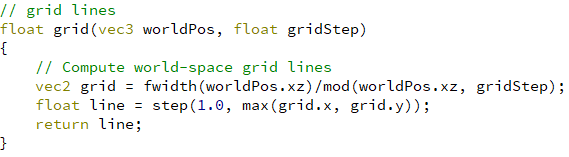 // grid lines
float grid(vec3 worldPos, float gridStep)
{
    // Compute world-space grid lines
    vec2 grid = fwidth(worldPos.xz)/mod(worldPos.xz, gridStep);
    float line = step(1.0, max(grid.x, grid.y));
    return line;
}